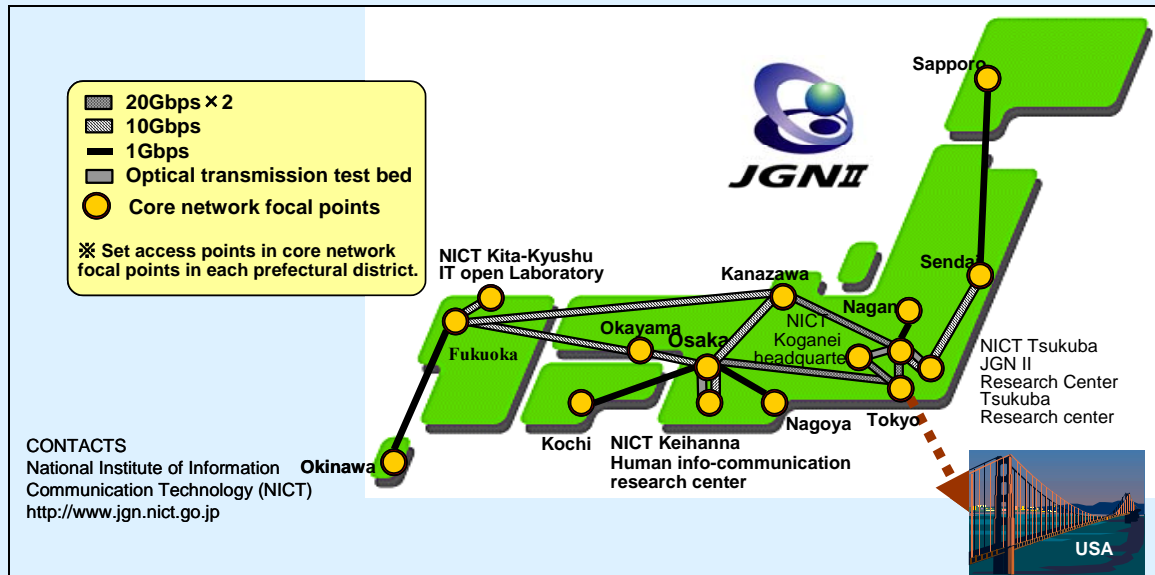 20Gbps×2
10Gbps
1Gbps
Optical transmission test bed
Core network focal points
※ Set access points in core network
focal points in each prefectural district.
JGNII
Sapporo
Sendai
NICT Kita-Kyushu
IT open Laboratory
Kanazawa
Nagan
NICT
Koganei
headquarte
Okayama
Osaka
Fukuoka
NICT Tsukuba
JGN II
Research Center
Tsukuba
Research center
Kochi
NICT Keihanna
Human info-communication
research center
Nagoya
Tokyo
Okinawa
CONTACTS
National Institute of Information
Communication Technology (NICT)
http://www.jgn.nict.go.jp
USA